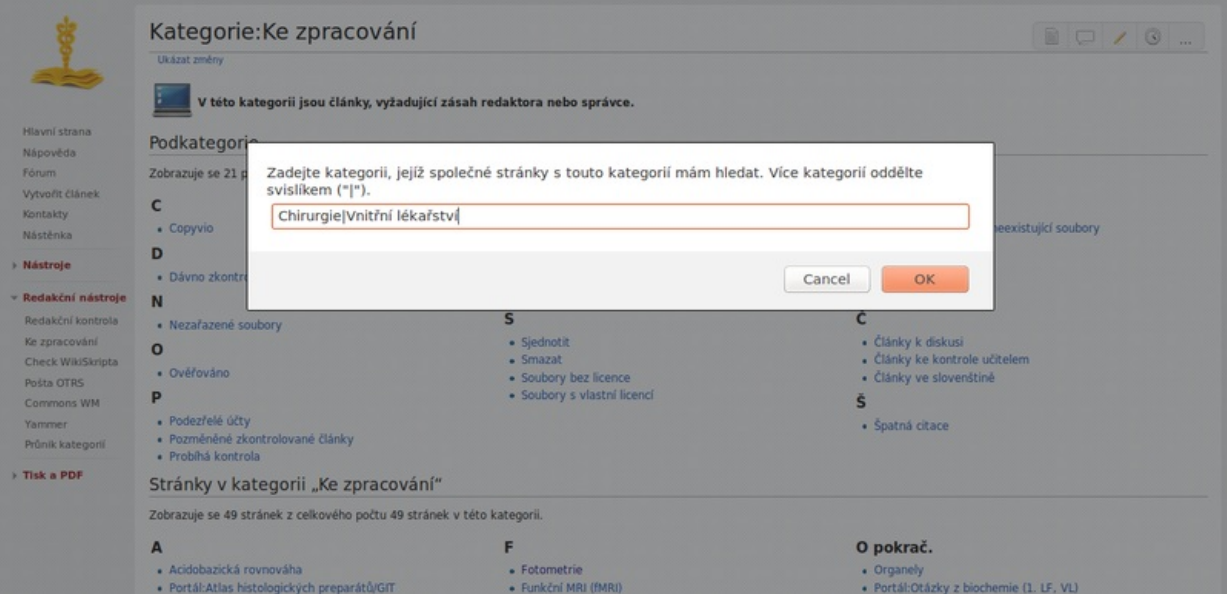 Kategorie:Ke zpracování
...
Ukázat změny
V této kategorii jsou články, vyžadující zásah redaktora nebo správce.
Hlavní strana
Nápověda
Fórum
Vytvořit článek
Kontakty
Nástěnka
Nástroje
Redakční nástroje
Redakční kontrola
Ke zpracování
Check WikiSkripta
Pošta OTRS
Commons WM
Yammer
Průnik kategorií
Tisk a PDF
Podkategorie
Zobrazuje se 21 p
Zadejte kategorii, jejíž společné stránky s touto kategorií mám hledat. Více kategorií oddělte
svislíkem ("|").
Chirurgie|Vnitřní lékařství
Cancel
OK
C
Copyvio
D
Dávno zkontr
N
Nezařazené soubory
O
Ověřováno
P
Podezřelé účty
Pozměněné zkontrolované články
Probíhá kontrola
S
Sjednotit
Smazat
Soubory bez licence
Soubory s vlastní licencí
neexistující soubory
Č
Články k diskusi
Články ke kontrole učitelem
Články ve slovenštině
Š
Špatná citace
Stránky v kategorii „Ke zpracování“
Zobrazuje se 49 stránek z celkového počtu 49 stránek v této kategorii.
A
Acidobazická rovnováha
Portál:Atlas histologických preparátů/GIT
F
Fotometrie
Funkční MRI (fMRI)
O pokrač.
Organely
Portál:Otázky z biochemie (1. LF, VL)